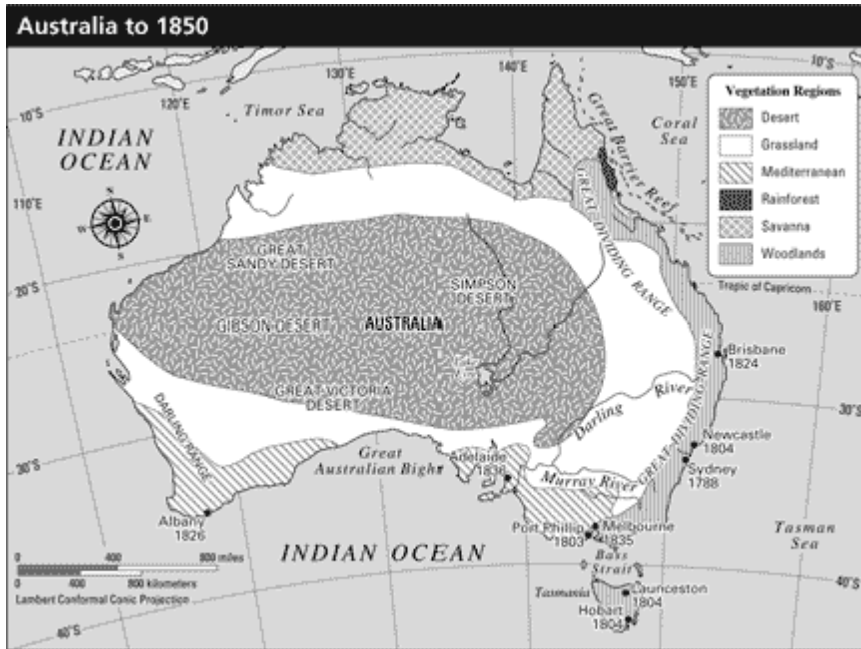 Australia to 1850
120°E
130°E
140°E
150°E
10°S
10°S
Timor Sea
INDIAN
OCEAN
Great Barrier Reef
Coral
Sea
Vegetation Regions
Desert
Grassland
Mediterranean
Rainforest
Savanna
Woodlands
110°E
N
W
E
S
GREAT DIVIDING RANGE
GREAT
SANDY DESERT
SIMPSON
DESERT
20°S
Tropic of Capricorn
160°E
GIBSON DESERT
AUSTRALIA
Brisbane
1824
GREAT VICTORIA
DESERT
DARLING RANGE
Darling
River
30°S
GREAT DIVIDING RANGE
Newcastle
1804
Great
Australian Bight
Adelaide
1836
Murray River
Sydney
1788
30°S
Albany
1826
Port Phillip
1803
Melbourne
1835
Tasman
Sea
INDIAN OCEAN
Bass
Strait
0
400
800 miles
0
400
800 kilometers
Lambert Conformal Conic Projection
Tasmania
Launceston
1804
Hobart
1804
40°S
40°S